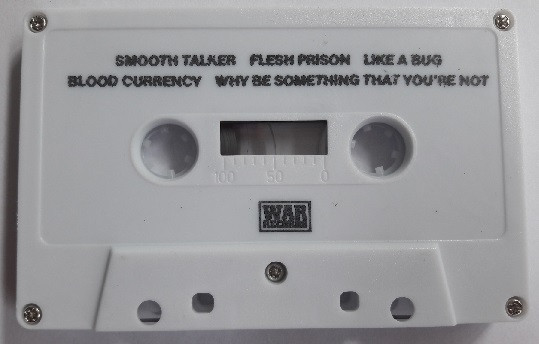 SMOOTH TALKER FLESH PRISON LIKE A BUG
BLOOD CURRENCY WHY BE SOMETHING THAT YOU'RE NOT
100 50 0
WAR
RECORDS